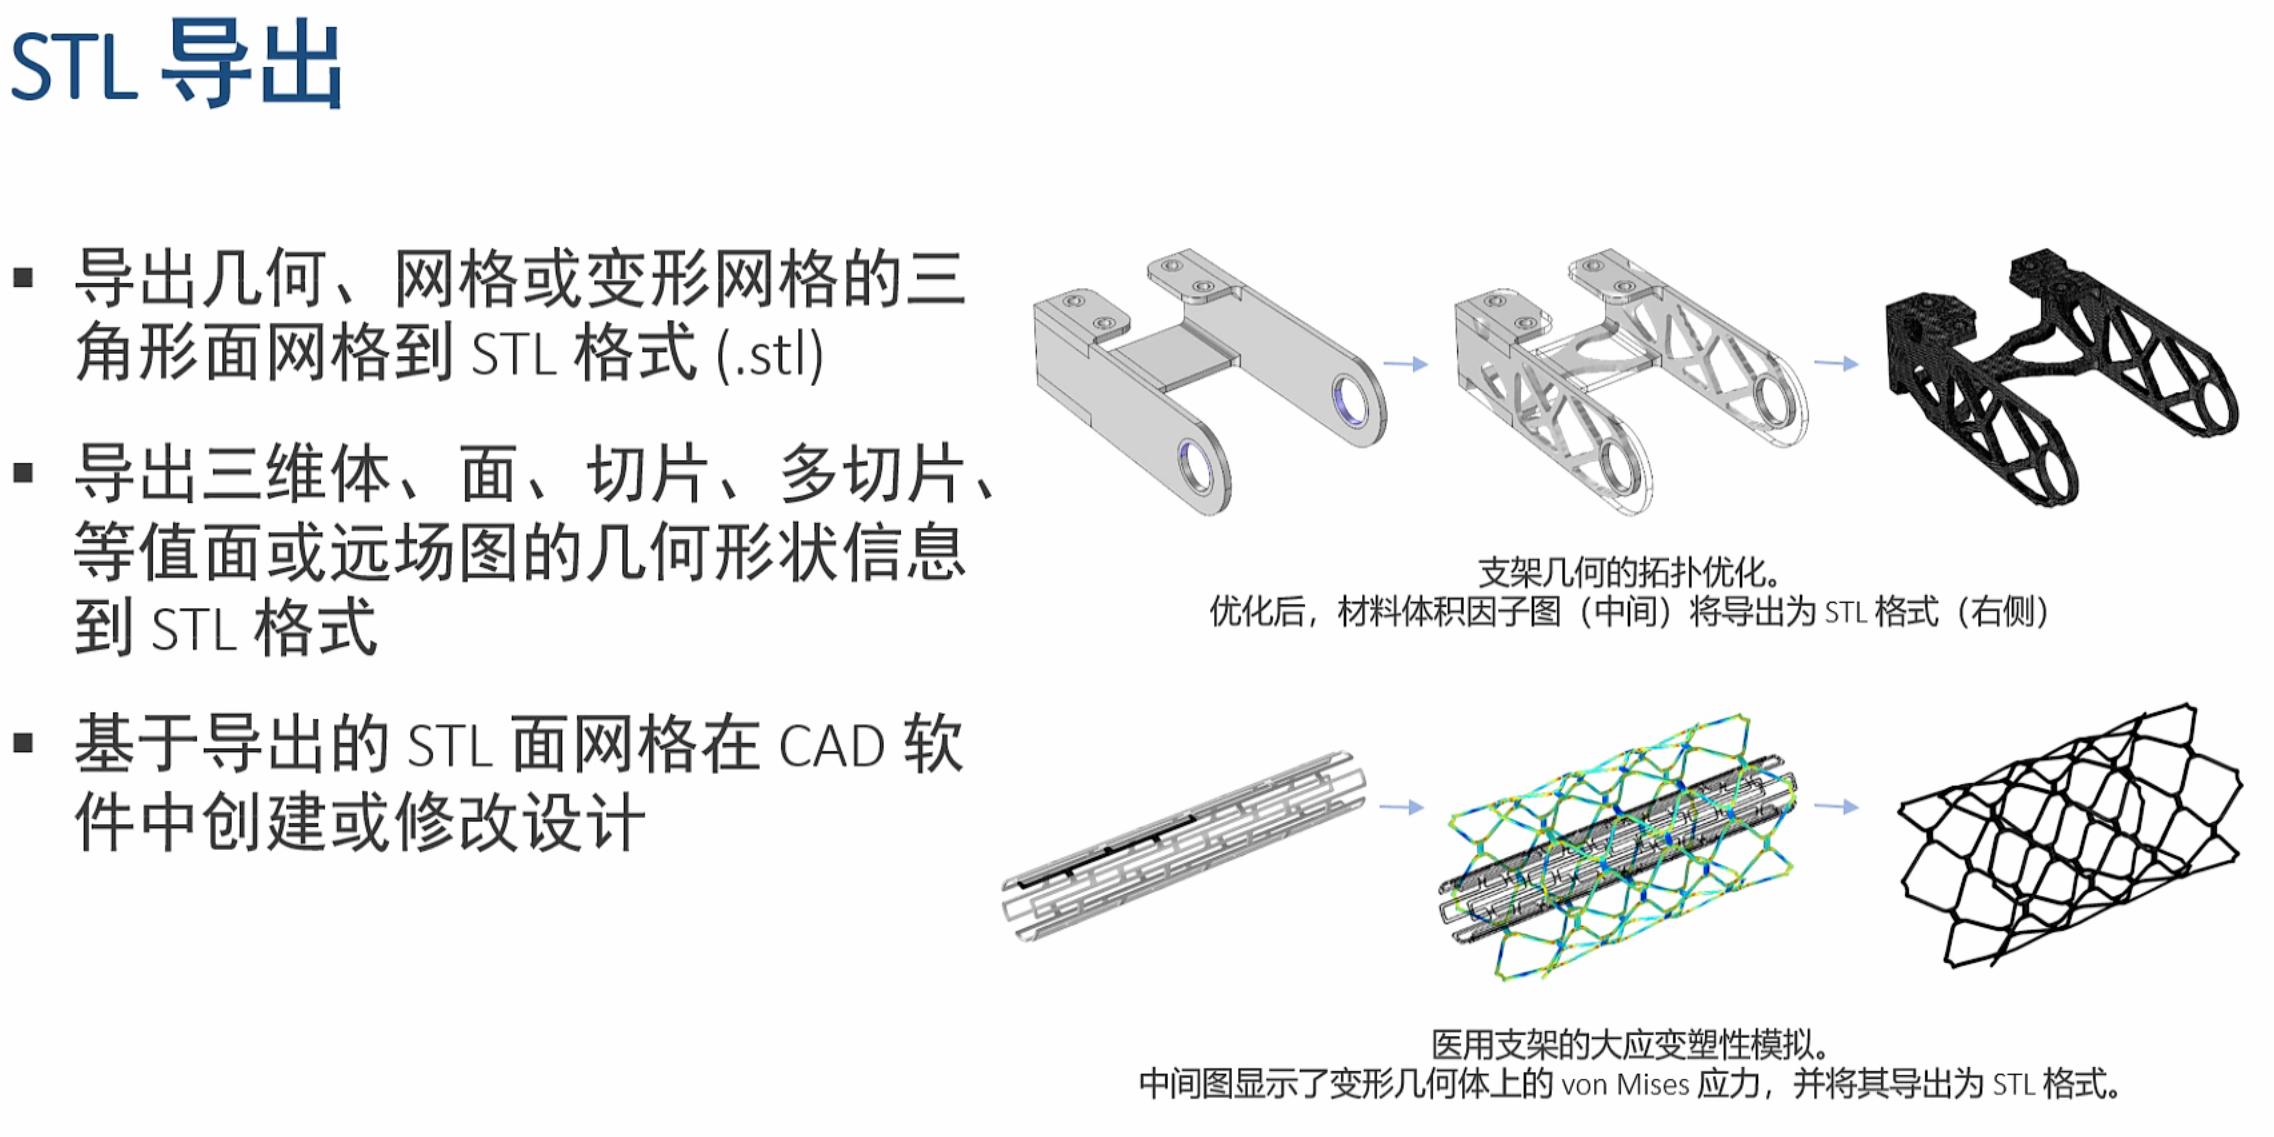 STL 导出
▪ 导出几何、网格或变形网格的三
角形面网格到 STL 格式 (.stl)
▪ 导出三维体、面、切片、多切片、
等值面或远场图的几何形状信息
到 STL 格式
▪ 基于导出的 STL 面网格在 CAD 软
件中创建或修改设计
支架几何的拓扑优化。
优化后，材料体积因子图（中间）将导出为 STL 格式（右侧）
医用支架的大应变塑性模拟。
中间图显示了变形几何体上的 von Mises 应力，并将其导出为 STL 格式。